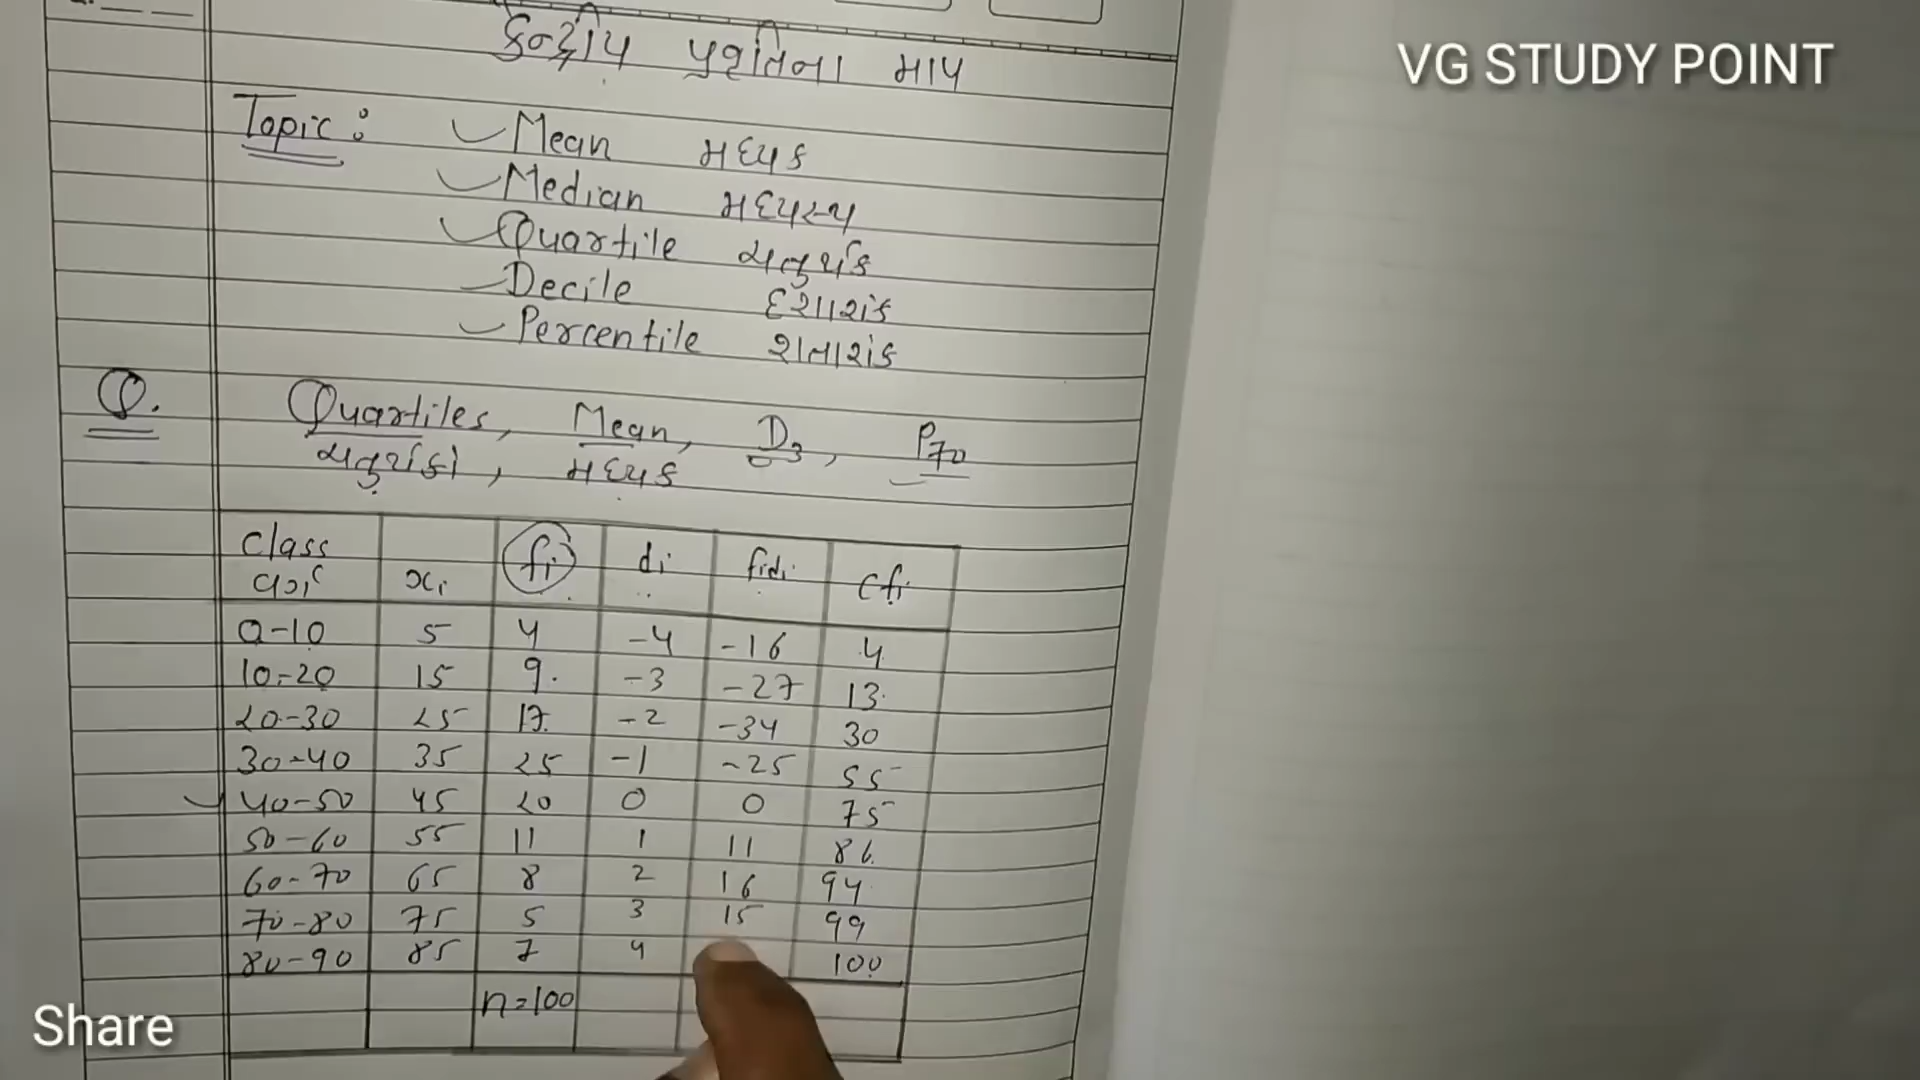 VG STUDY POINT
કેન્દ્રીય પ્રશાંતતા માપ
Topic : Mean મધ્યક
Median મધ્યસ્થ
Quartile ચતુર્થક
Decile દશાંશક
Percentile શતાંશક
Q. Quartiles, Mean, D3, P70
ચતુર્થકો, મધ્યક
Class
વર્ગ xi fi di fidi cfi
0-10 5 4 -4 -16 4
10-20 15 9. -3 -27 13.
20-30 25 17. -2 -34 30
30-40 35 25 -1 -25 55
40-50 45 20 0 0 75
50-60 55 11 1 11 86.
60-70 65 8 2 16 94
70-80 75 5 3 15 99
80-90 85 7 4 100
n=100
Share